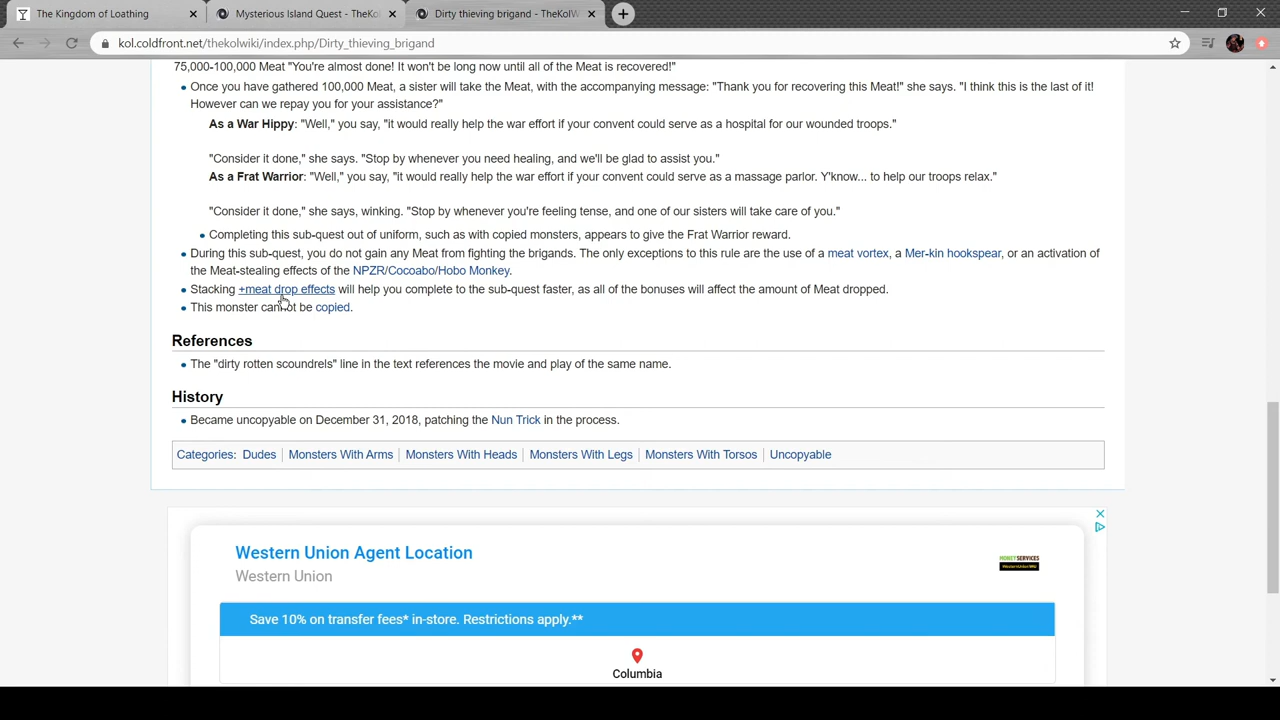 The Kingdom of Loathing
Mysterious Island Quest - TheKol
Dirty thieving brigand - TheKolW
kol.coldfront.net/thekolwiki/index.php/Dirty_thieving_brigand
75,000-100,000 Meat "You're almost done! It won't be long now until all of the Meat is recovered!"
Once you have gathered 100,000 Meat, a sister will take the Meat, with the accompanying message: "Thank you for recovering this Meat!" she says. "I think this is the last of it!
However can we repay you for your assistance?"
As a War Hippy: "Well," you say, "it would really help the war effort if your convent could serve as a hospital for our wounded troops."
"Consider it done," she says. "Stop by whenever you need healing, and we'll be glad to assist you."
As a Frat Warrior: "Well," you say, "it would really help the war effort if your convent could serve as a massage parlor. Y'know... to help our troops relax."
"Consider it done," she says, winking. "Stop by whenever you're feeling tense, and one of our sisters will take care of you."
Completing this sub-quest out of uniform, such as with copied monsters, appears to give the Frat Warrior reward.
During this sub-quest, you do not gain any Meat from fighting the brigands. The only exceptions to this rule are the use of a meat vortex, a Mer-kin hookspear, or an activation of
the Meat-stealing effects of the NPZR/Cocoabo/Hobo Monkey.
Stacking +meat drop effects will help you complete to the sub-quest faster, as all of the bonuses will affect the amount of Meat dropped.
This monster cannot be copied.
References
The "dirty rotten scoundrels" line in the text references the movie and play of the same name.
History
Became uncopyable on December 31, 2018, patching the Nun Trick in the process.
Categories: Dudes | Monsters With Arms | Monsters With Heads | Monsters With Legs | Monsters With Torsos | Uncopyable
Western Union Agent Location
Western Union
MONEY SERVICES
Western Union WU
Save 10% on transfer fees* in-store. Restrictions apply.**
Columbia